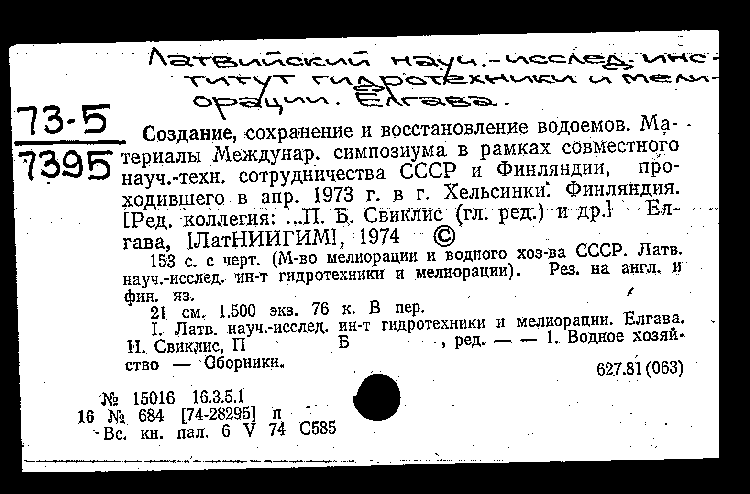 Латвийский науч.-исслед. инс-
титут гидротехники и мели-
орации. Елгава.
73-5
7395
Создание, сохранение и восстановление водоемов. Ма-
териалы Междунар. симпозиума в рамках совместного
науч.-техн. сотрудничества СССР и Финляндии, про-
ходившего в апр. 1973 г. в г. Хельсинки. Финляндия.
[Ред. коллегия: ...П. Б. Свиклис (гл. ред.) и др.] Ел-
гава, [ЛатНИИГИМ], 1974 ©
153 с. с черт. (М-во мелиорации и водного хоз-ва СССР. Латв.
науч.-исслед. ин-т гидротехники и мелиорации). Рез. на англ. и
фин. яз.
21 см. 1.500 экз. 76 к. В пер.
I. Латв. науч.-исслед. ин-т гидротехники и мелиорации. Елгава.
II. Свиклис, П Б , ред. — — 1. Водное хозяй-
ство — Сборники.
627.81(063)
№ 15016 16.3.5.1
16 № 684 [74-28295] п
Вс. кн. пал. 6 V 74 С585